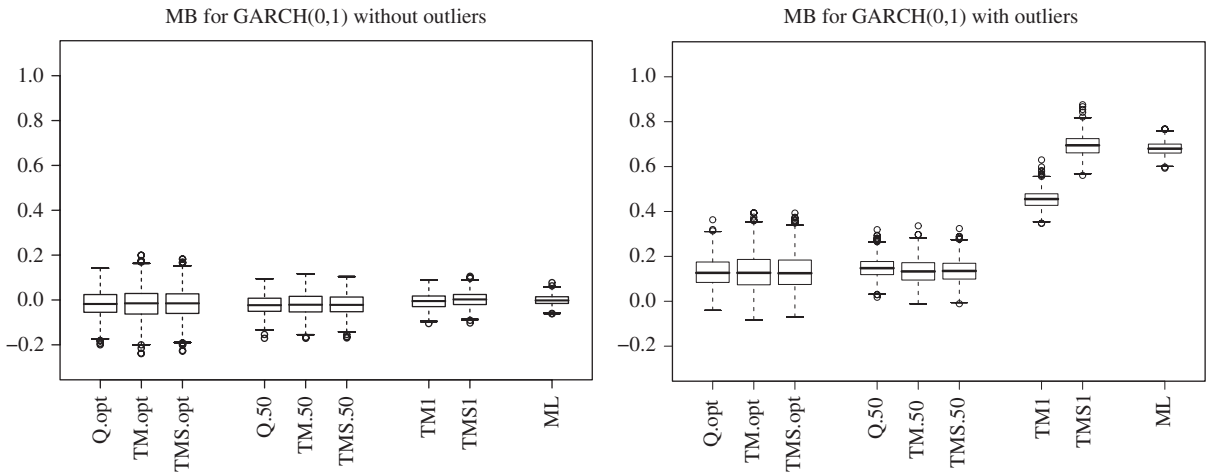 MB for GARCH(0,1) without outliers
1.0
0.8
0.6
0.4
0.2
0.0
−0.2
Q.opt
TM.opt
TMS.opt
Q.50
TM.50
TMS.50
TM1
TMS1
ML
MB for GARCH(0,1) with outliers
1.0
0.8
0.6
0.4
0.2
0.0
−0.2
Q.opt
TM.opt
TMS.opt
Q.50
TM.50
TMS.50
TM1
TMS1
ML